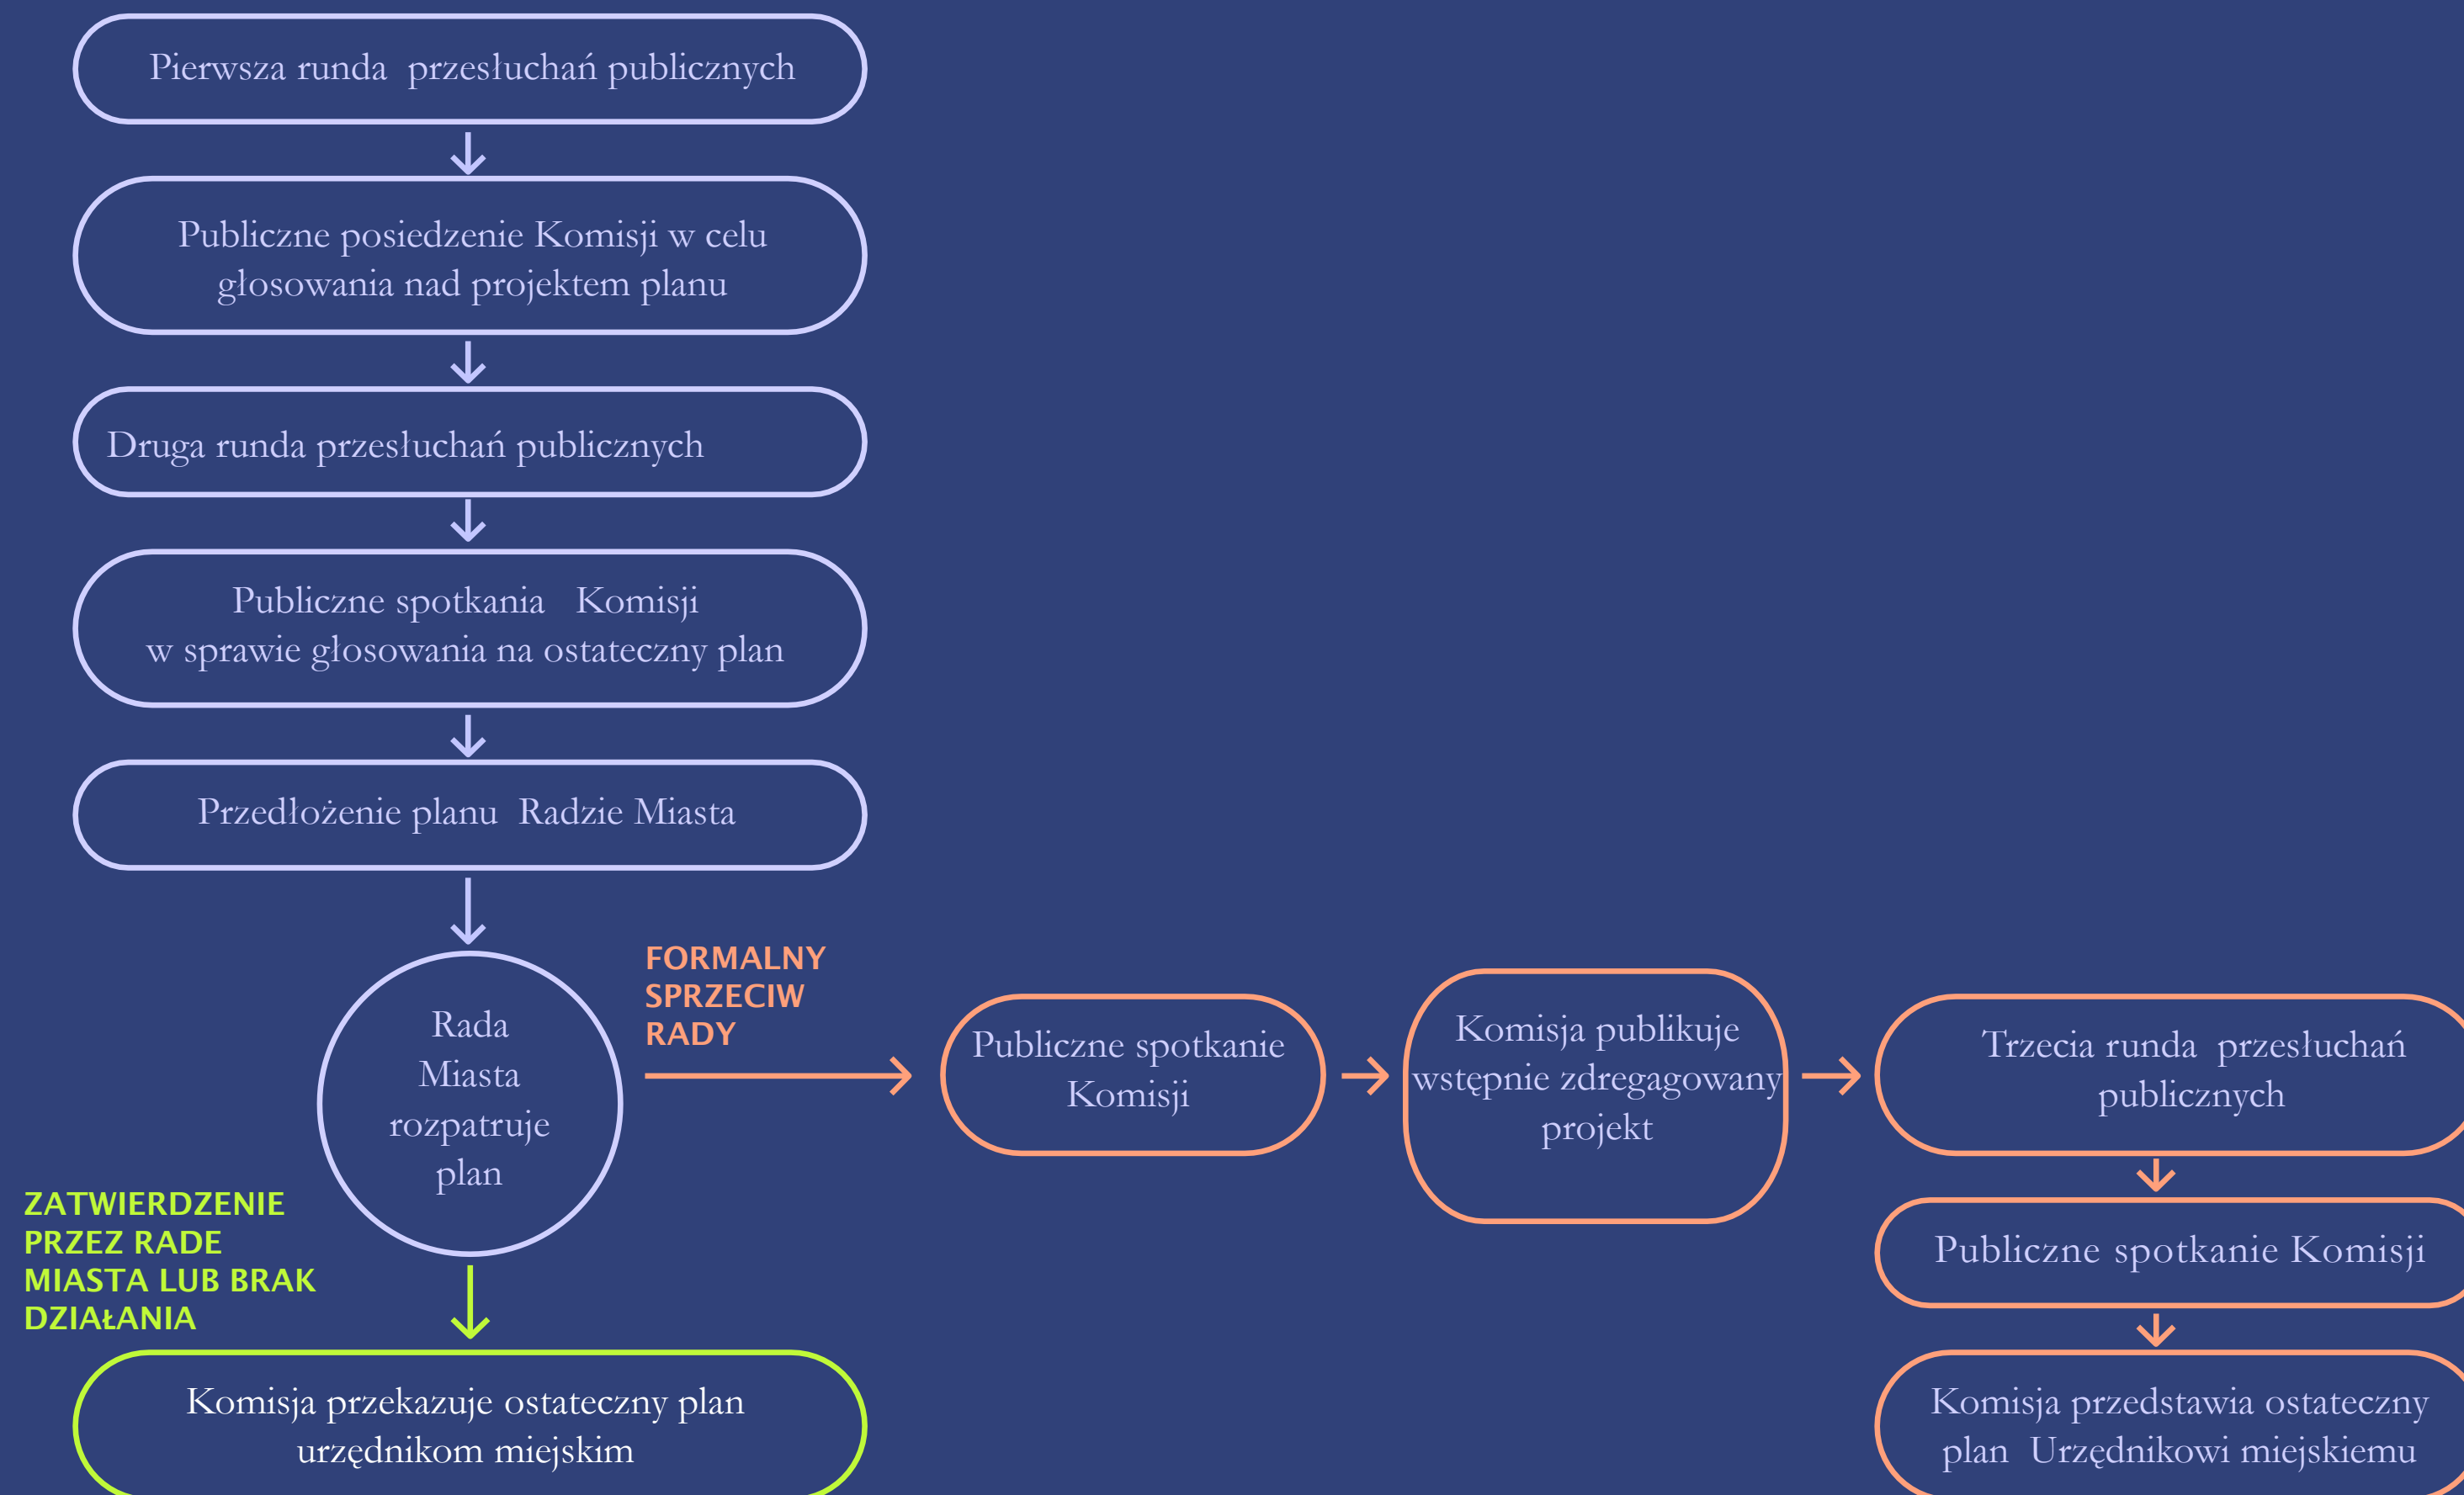 Pierwsza runda przesłuchań publicznych
Publiczne posiedzenie Komisji w celu
głosowania nad projektem planu
Druga runda przesłuchań publicznych
Publiczne spotkania Komisji
w sprawie głosowania na ostateczny plan
Przedłożenie planu Radzie Miasta
Rada
Miasta
rozpatruje
plan
FORMALNY
SPRZECIW
RADY
Publiczne spotkanie
Komisji
Komisja publikuje
wstępnie zdregagowany
projekt
Trzecia runda przesłuchań
publicznych
Publiczne spotkanie Komisji
Komisja przedstawia ostateczny
plan Urzędnikowi miejskiemu
ZATWIERDZENIE
PRZEZ RADE
MIASTA LUB BRAK
DZIAŁANIA
Komisja przekazuje ostateczny plan
urzędnikom miejskim